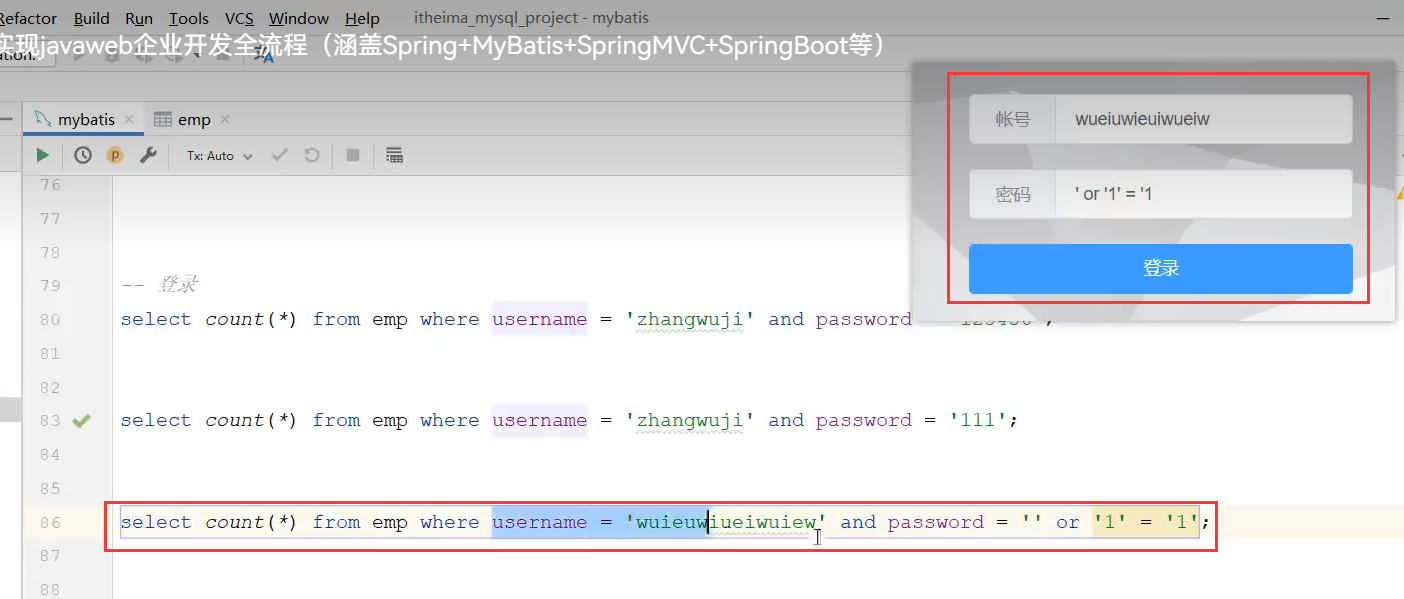 Refactor Build Run Tools VCS Window Help itheima_mysql_project - mybatis
实现javaweb企业开发全流程（涵盖Spring+MyBatis+SpringMVC+SpringBoot等）
mybatis emp
Tx: Auto
帐号 wueiuwieuiwueiw
密码 ' or '1' = '1
登录
76
77
78
79 -- 登录
80 select count(*) from emp where username = 'zhangwuji' and password
81
82
83 select count(*) from emp where username = 'zhangwuji' and password = '111';
84
85
86 select count(*) from emp where username = 'wuieuwiueiwuiew' and password = '' or '1' = '1';
87
88